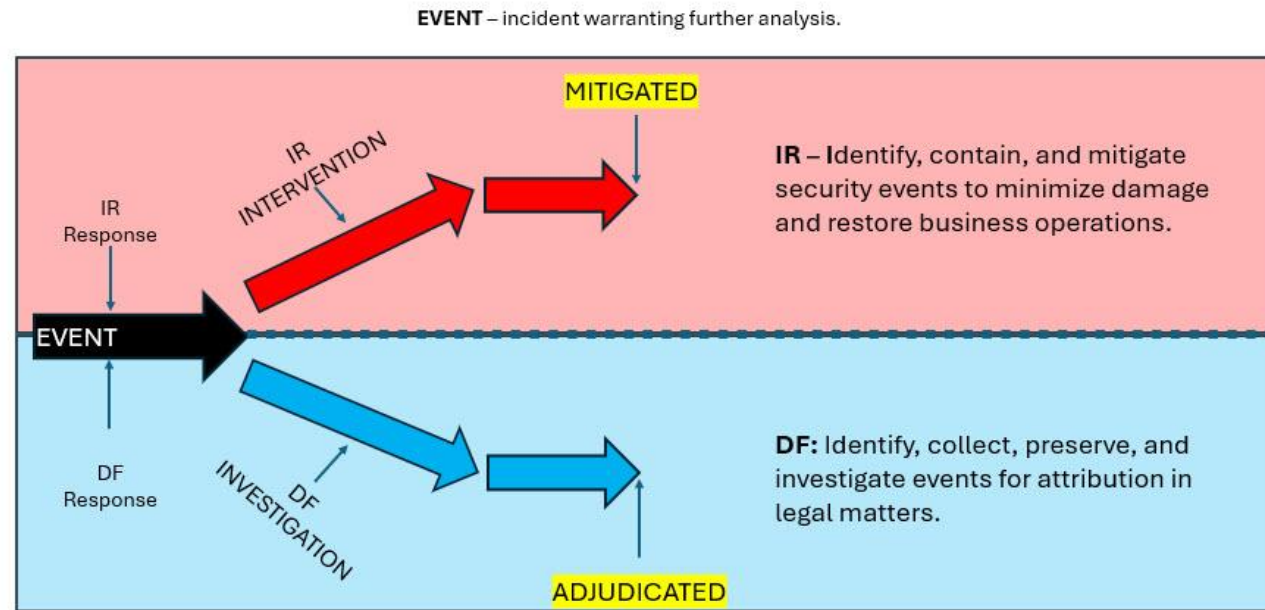 EVENT – incident warranting further analysis.
MITIGATED
IR
INTERVENTION
IR – Identify, contain, and mitigate
security events to minimize damage
and restore business operations.
IR
Response
EVENT
DF
Response
DF
INVESTIGATION
DF: Identify, collect, preserve, and
investigate events for attribution in
legal matters.
ADJUDICATED